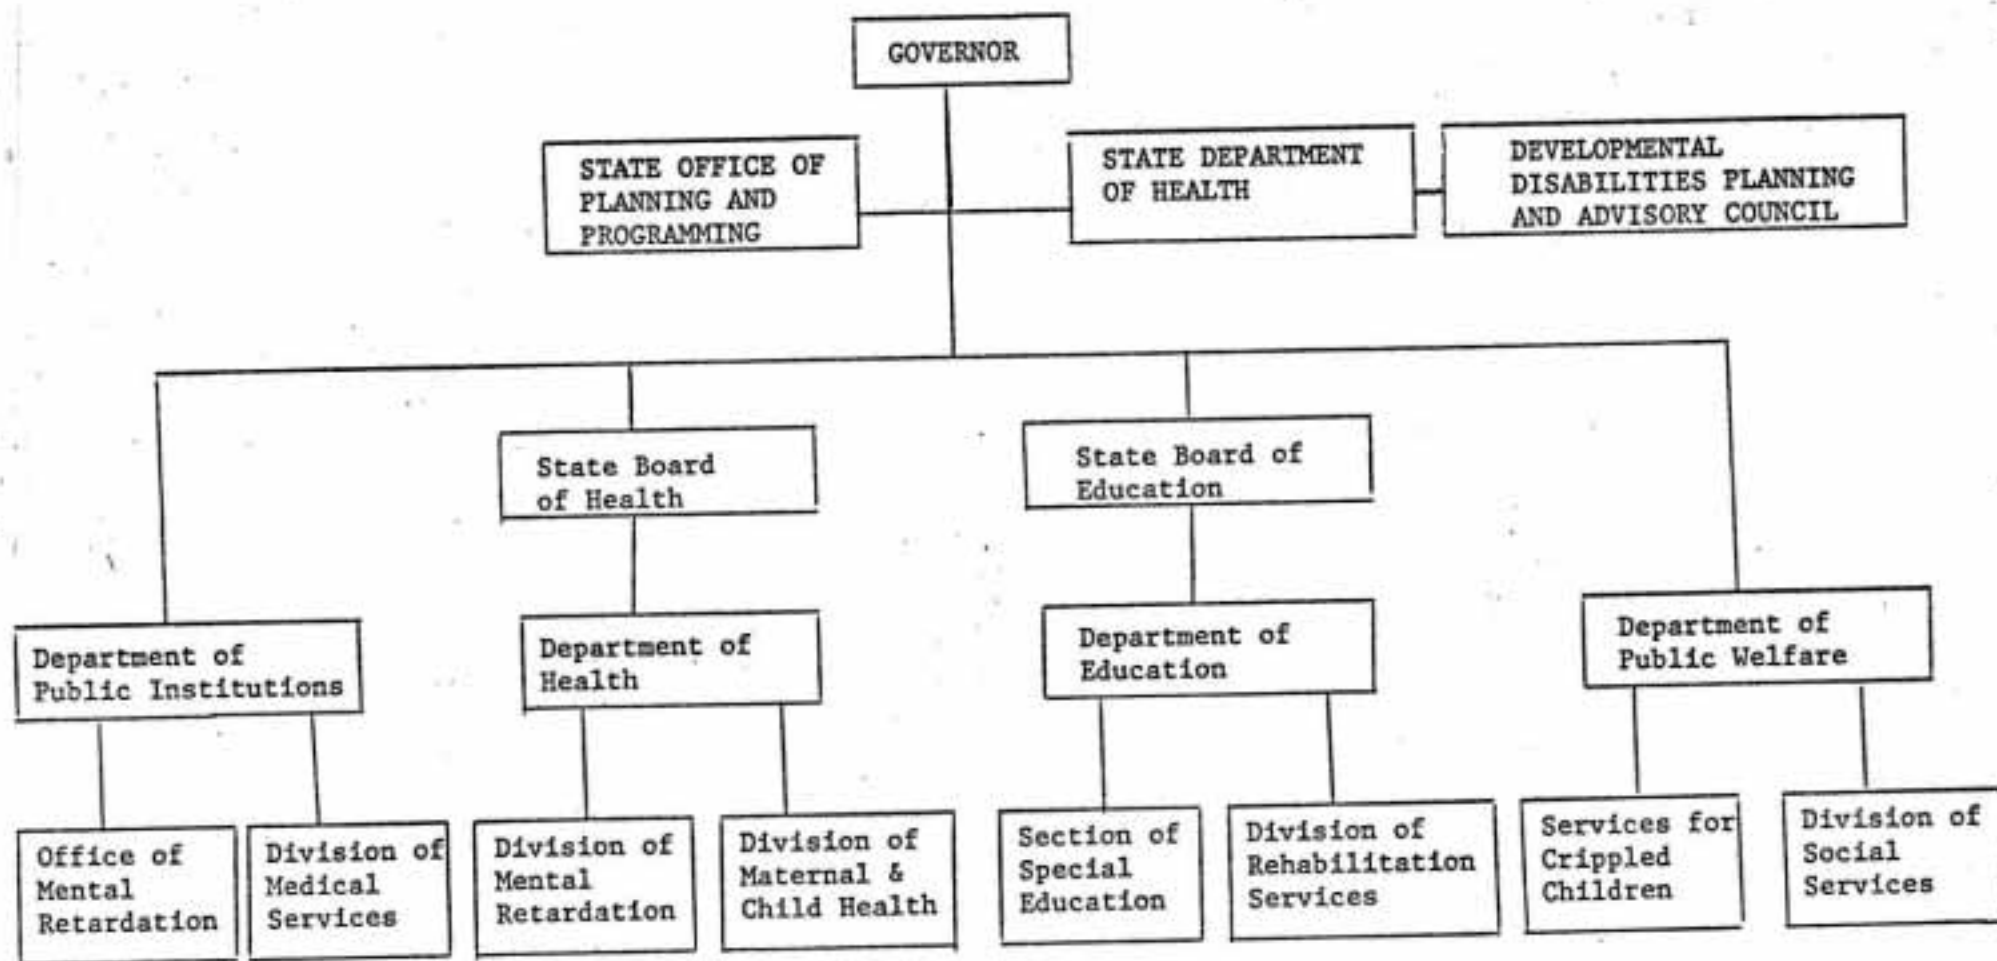 GOVERNOR
STATE OFFICE OF
PLANNING AND
PROGRAMMING
STATE DEPARTMENT
OF HEALTH
DEVELOPMENTAL
DISABILITIES PLANNING
AND ADVISORY COUNCIL
State Board
of Health
State Board of
Education
Department of
Public Institutions
Department of
Health
Department of
Education
Department of
Public Welfare
Office of
Mental
Retardation
Division of
Medical
Services
Division of
Mental
Retardation
Division of
Maternal &
Child Health
Section of
Special
Education
Division of
Rehabilitation
Services
Services for
Crippled
Children
Division of
Social
Services